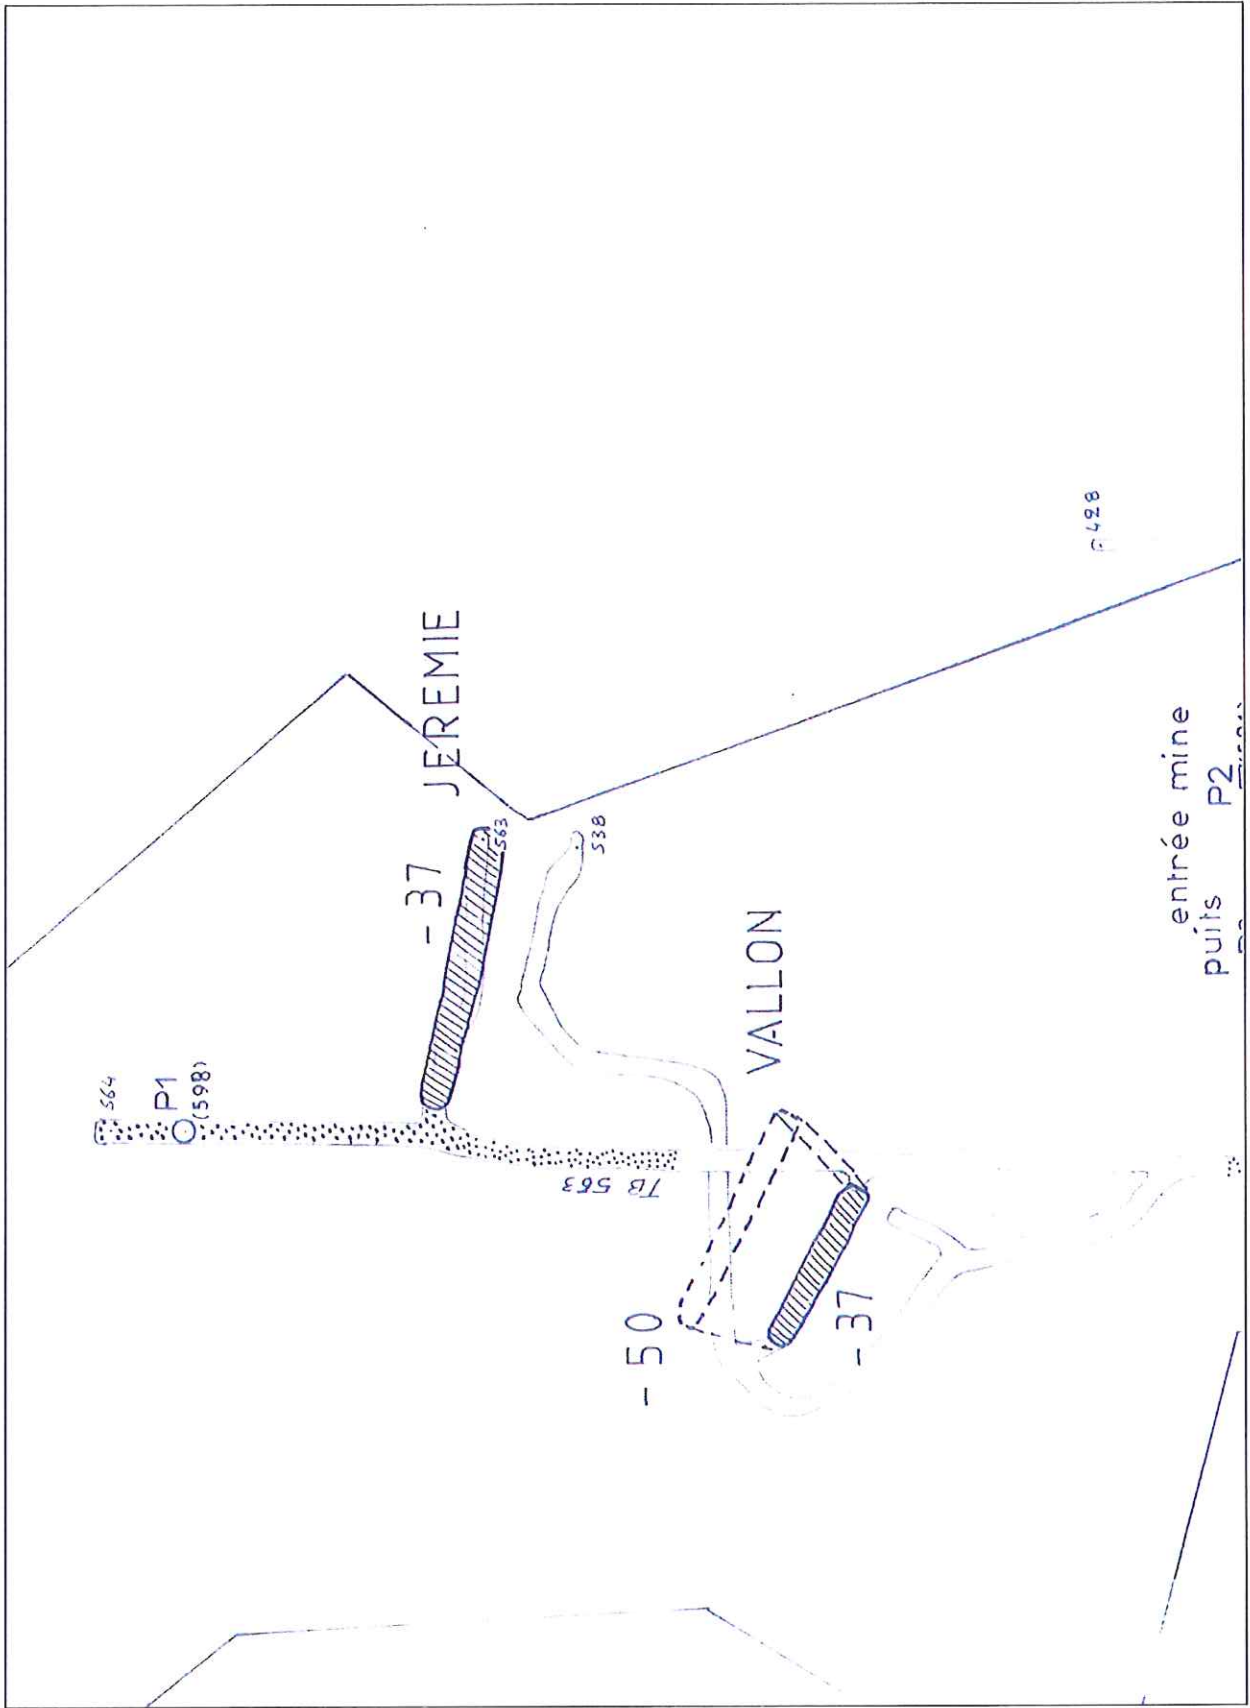 564
P1
(598)
- 37
JEREMIE
563
538
TB 563
VALLON
- 50
- 37
428
entrée mine
puits P2